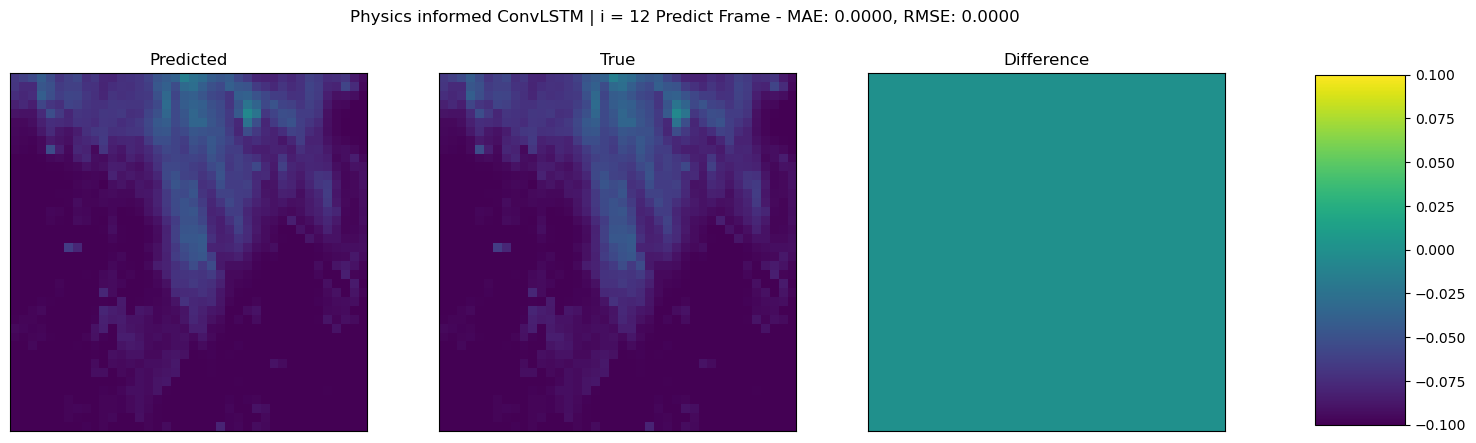 Physics informed ConvLSTM | i = 12 Predict Frame - MAE: 0.0000, RMSE: 0.0000
Predicted
True
Difference
0.100
0.075
0.050
0.025
0.000
−0.025
−0.050
−0.075
−0.100